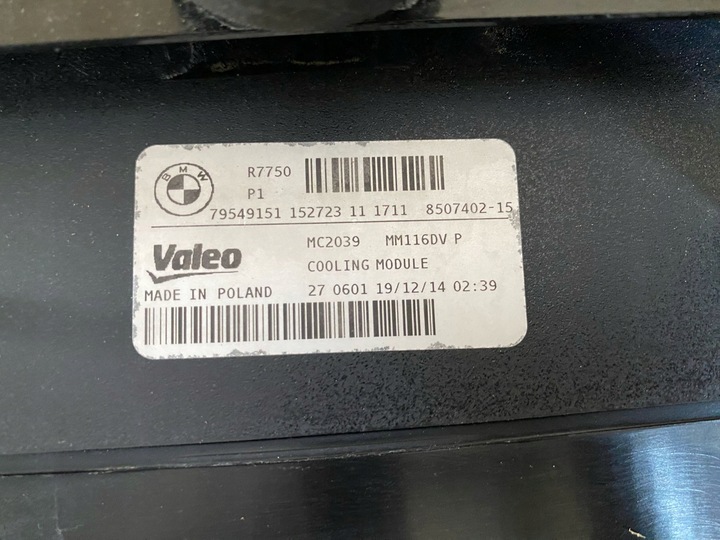 BMW
R7750
P1
79549151 152723 11 1711 8507402-15
Valeo
MC2039 MM116DV P
COOLING MODULE
MADE IN POLAND 27 0601 19/12/14 02:39